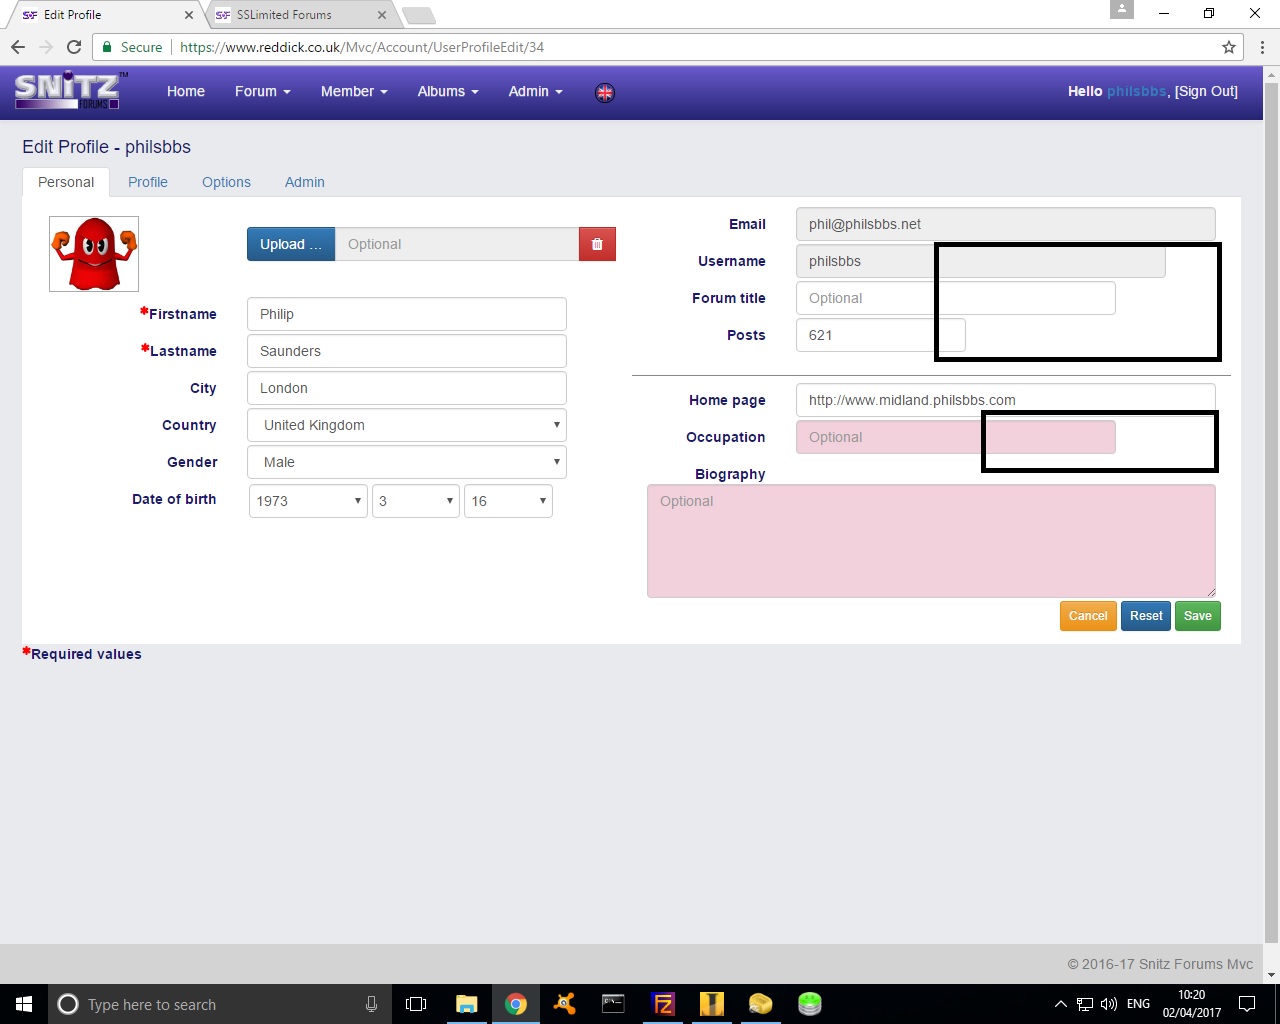 Edit Profile
SSLimited Forums
Secure
https://www.reddick.co.uk/Mvc/Account/UserProfileEdit/34
SNITZ™
FORUMS
Home
Forum
Member
Albums
Admin
Hello philsbbs, [Sign Out]
Edit Profile - philsbbs
Personal
Profile
Options
Admin
Upload ...
Optional
*Firstname
Philip
*Lastname
Saunders
City
London
Country
United Kingdom
Gender
Male
Date of birth
1973
3
16
Email
phil@philsbbs.net
Username
philsbbs
Forum title
Optional
Posts
621
Home page
http://www.midland.philsbbs.com
Occupation
Optional
Biography
Optional
Cancel
Reset
Save
*Required values
© 2016-17 Snitz Forums Mvc
Type here to search
ENG
10:20
02/04/2017